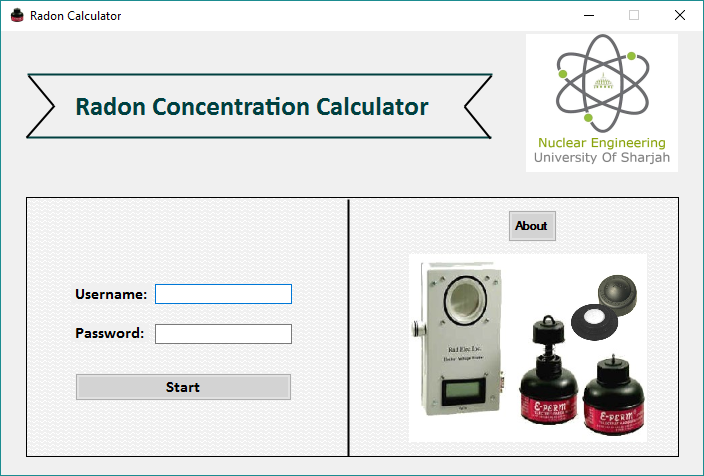 Radon Calculator
Radon Concentration Calculator
Nuclear Engineering
University Of Sharjah
Username:
Password:
Start
About
Rad Elec Inc.
E-PERM
E-PERM